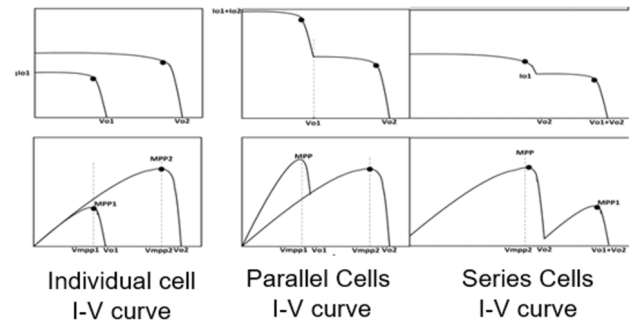 Io1+Io2
Io1
Vo1
Vo2
Vo1
Vo2
Io1
Vo2
Vo1+Vo2
MPP2
MPP1
Vmpp1
Vo1
Vmpp2
Vo2
MPP
Vmpp1
Vo1
Vmpp2
Vo2
MPP
MPP1
Vmpp2
Vo2
Vo1+Vo2
Individual cell
I-V curve
Parallel Cells
I-V curve
Series Cells
I-V curve